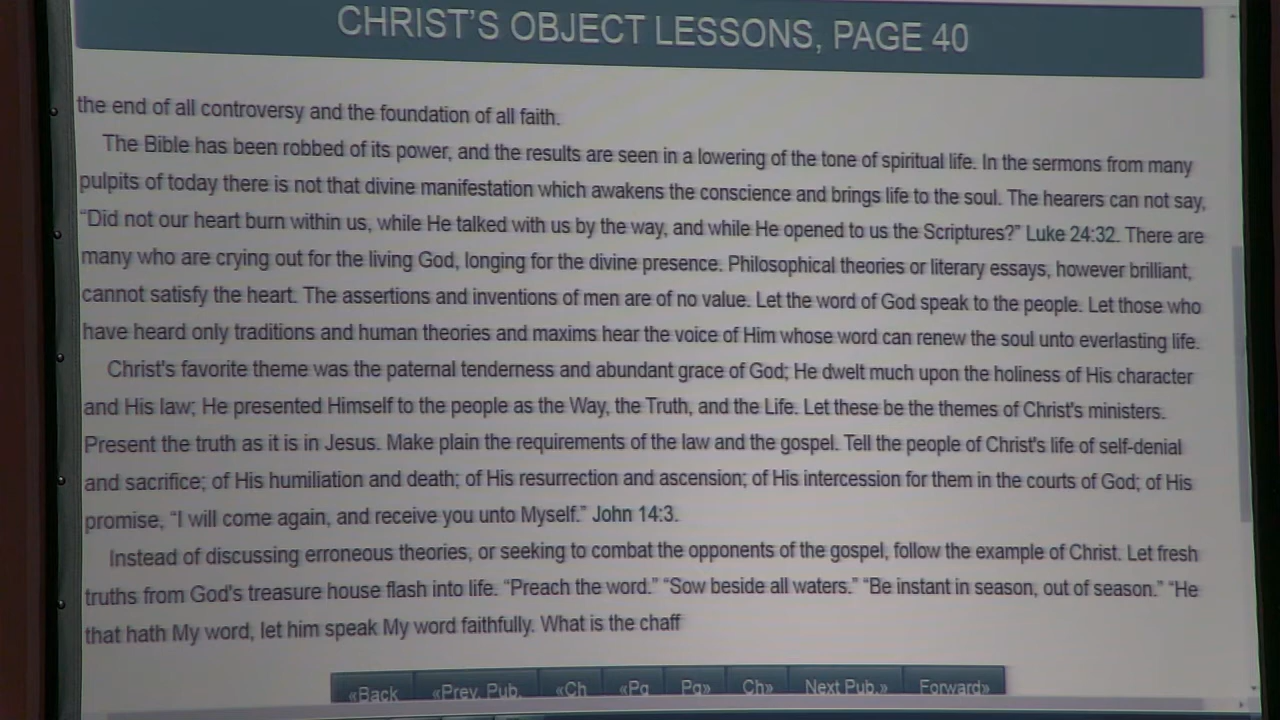 CHRIST'S OBJECT LESSONS, PAGE 40
the end of all controversy and the foundation of all faith.
The Bible has been robbed of its power, and the results are seen in a lowering of the tone of spiritual life. In the sermons from many
pulpits of today there is not that divine manifestation which awakens the conscience and brings life to the soul. The hearers can not say,
“Did not our heart burn within us, while He talked with us by the way, and while He opened to us the Scriptures?” Luke 24:32. There are
many who are crying out for the living God, longing for the divine presence. Philosophical theories or literary essays, however brilliant,
cannot satisfy the heart. The assertions and inventions of men are of no value. Let the word of God speak to the people. Let those who
have heard only traditions and human theories and maxims hear the voice of Him whose word can renew the soul unto everlasting life.
Christ's favorite theme was the paternal tenderness and abundant grace of God; He dwelt much upon the holiness of His character
and His law; He presented Himself to the people as the Way, the Truth, and the Life. Let these be the themes of Christ's ministers.
Present the truth as it is in Jesus. Make plain the requirements of the law and the gospel. Tell the people of Christ's life of self-denial
and sacrifice; of His humiliation and death; of His resurrection and ascension; of His intercession for them in the courts of God; of His
promise, “I will come again, and receive you unto Myself.” John 14:3.
Instead of discussing erroneous theories, or seeking to combat the opponents of the gospel, follow the example of Christ. Let fresh
truths from God's treasure house flash into life. “Preach the word.” “Sow beside all waters.” “Be instant in season, out of season.” “He
that hath My word, let him speak My word faithfully. What is the chaff
«Back «Prev. Pub. «Ch «Pg Pg» Ch» Next Pub.» Forward»